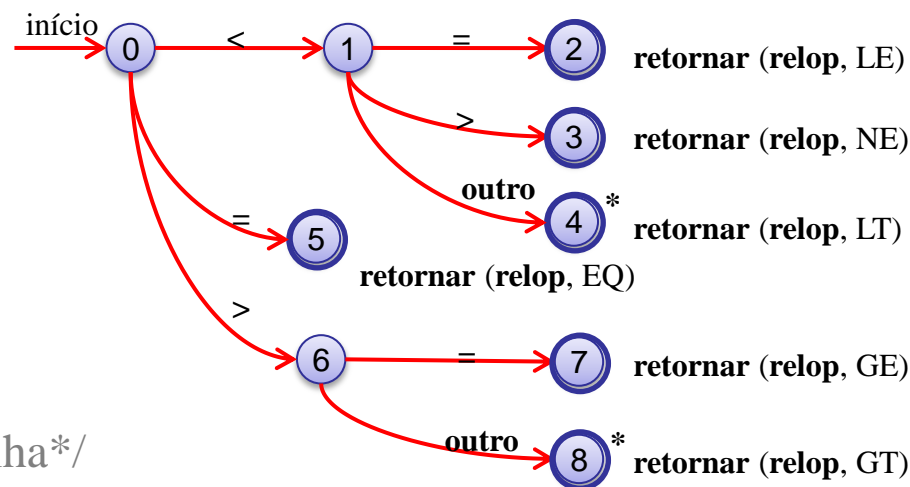 início
0 < 1 = 2 retornar (relop, LE)
> 3 retornar (relop, NE)
outro 4 * retornar (relop, LT)
= 5
retornar (relop, EQ)
> 6 = 7 retornar (relop, GE)
outro 8 * retornar (relop, GT)
ha*/